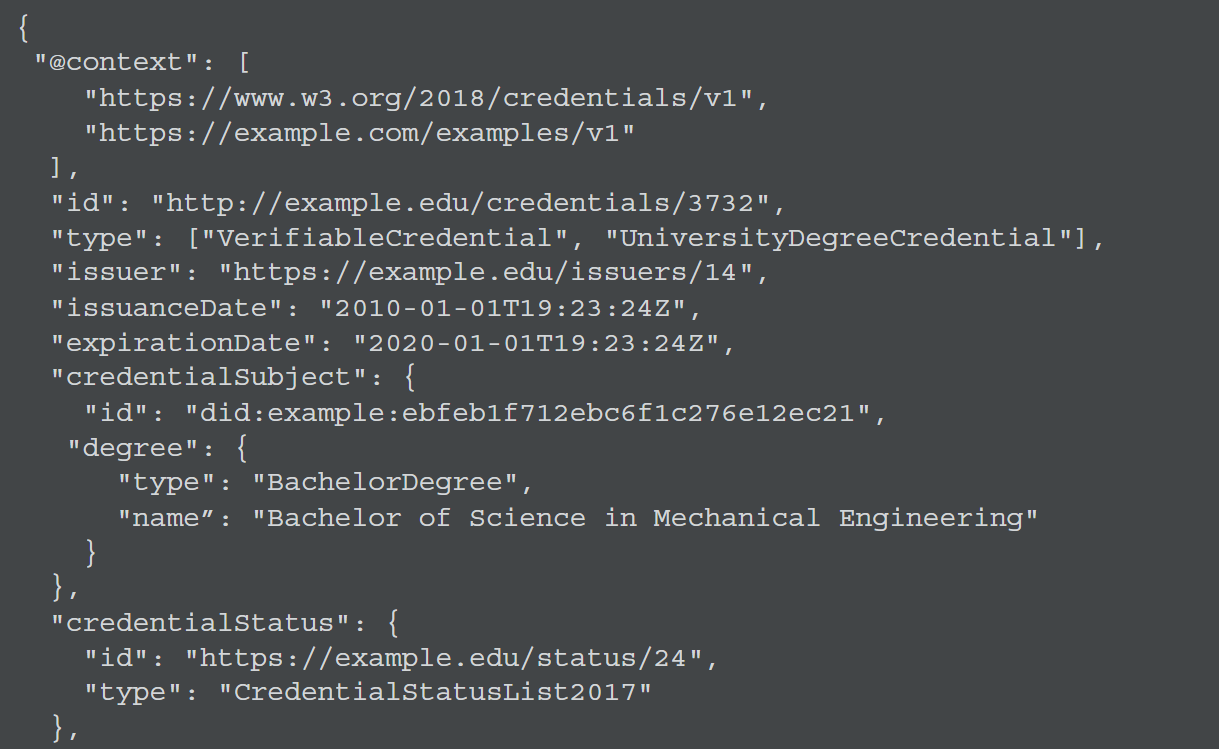 {
"@context": [
"https://www.w3.org/2018/credentials/v1",
"https://example.com/examples/v1"
],
"id": "http://example.edu/credentials/3732",
"type": ["VerifiableCredential", "UniversityDegreeCredential"],
"issuer": "https://example.edu/issuers/14",
"issuanceDate": "2010-01-01T19:23:24Z",
"expirationDate": "2020-01-01T19:23:24Z",
"credentialSubject": {
"id": "did:example:ebfeb1f712ebc6f1c276e12ec21",
"degree": {
"type": "BachelorDegree",
"name”: "Bachelor of Science in Mechanical Engineering"
}
},
"credentialStatus": {
"id": "https://example.edu/status/24",
"type": "CredentialStatusList2017"
},